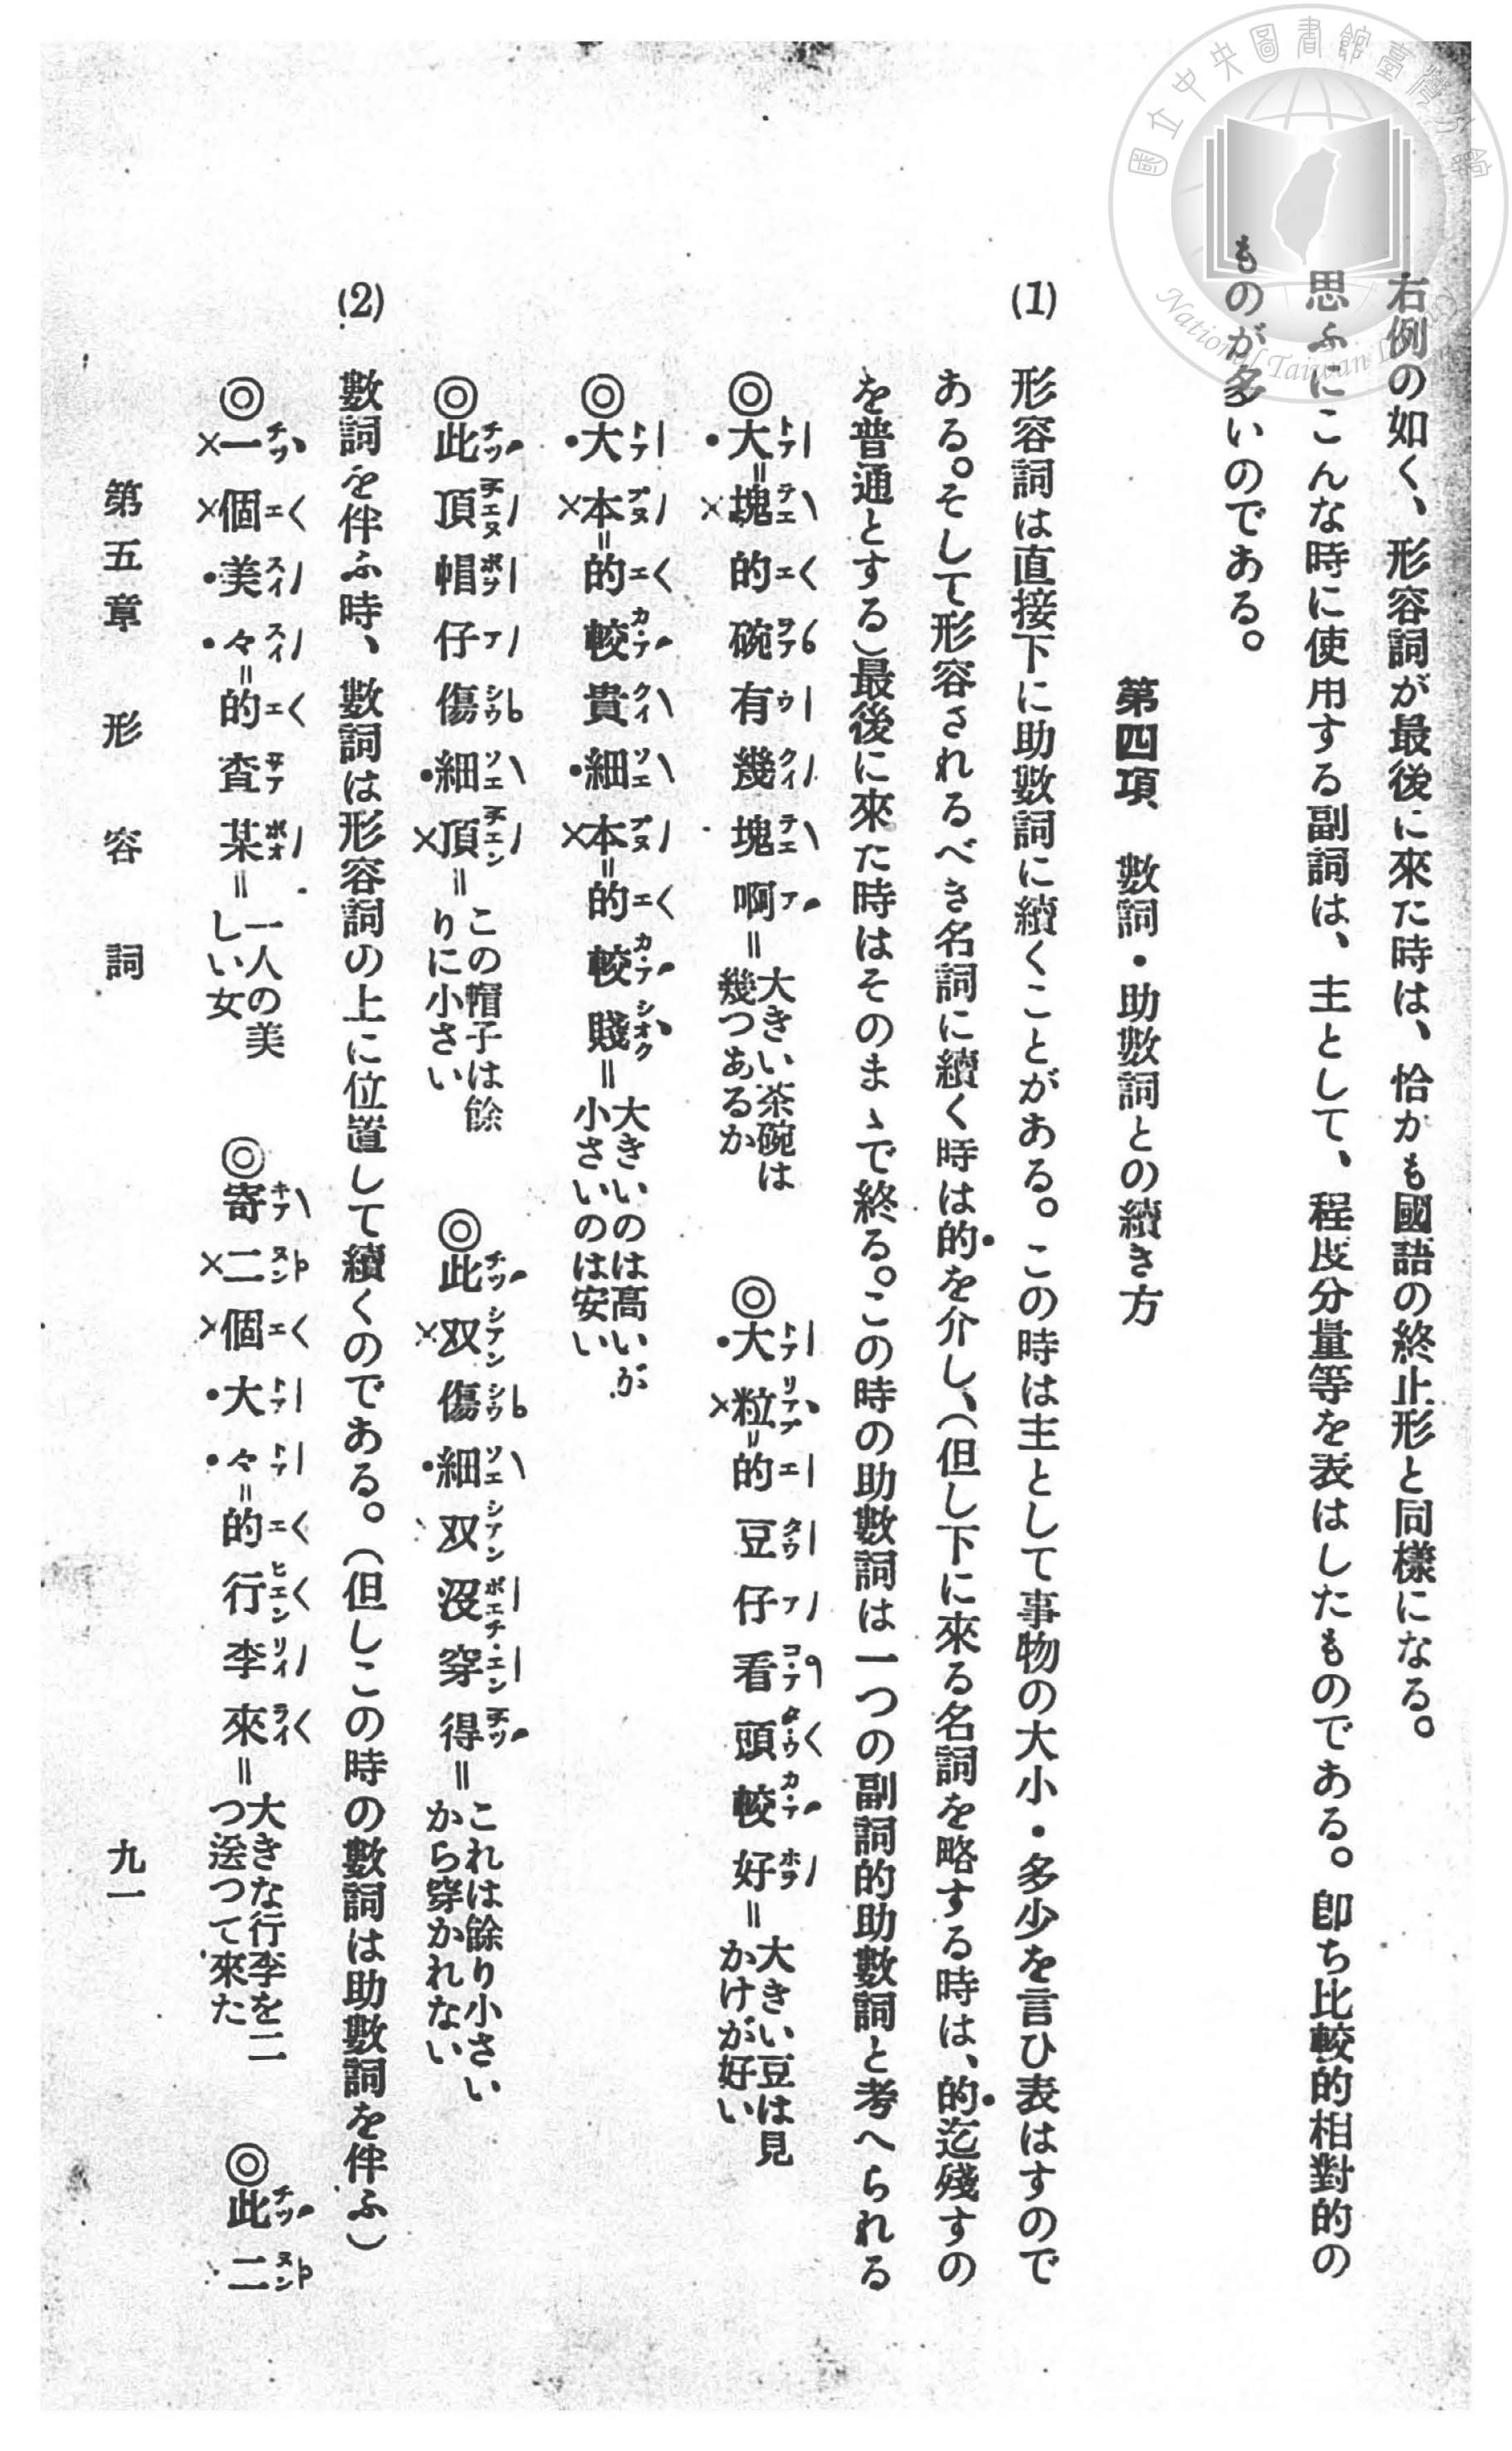 右例の如く、形容詞が最後に來た時は、恰かも國語の終止形と同樣になる。
思ふにこんな時に使用する副詞は、主として、程度分量等を表はしたものである。卽ち比較的相對的の
ものが多いのである。
第四項 數詞・助數詞との續き方
(1) 形容詞は直接下に助數詞に續くことがある。この時は主として事物の大小・多少を言ひ表はすので
ある。そして形容されるべき名詞に續く時は的を介し、(但し下に來る名詞を略する時は、的迄殘すの
を普通とする)最後に來た時はそのまゝで終る。この時の助數詞は一つの副詞的助數詞と考へられる
◎大塊的碗有幾塊啊=大きい茶碗は幾つあるか ◎大粒的豆仔看頭較好=大きい豆は見かけが好い
◎大本的較貴細本的較賤=大きいのは高いが小さいのは安い
◎此頂帽仔傷細頂=この帽子は餘りに小さい ◎此双傷細双沒穿得=これは餘り小さいから穿かれない
(2) 數詞を伴ふ時、數詞は形容詞の上に位置して續くのである。(但しこの時の數詞は助數詞を伴ふ)
◎一個美々的査某=一人の美しい女 ◎寄二個大々的行李來=大きな行李を二つ送つて來た ◎此二
第五章 形容詞 九一
國立中央圖書館臺灣分館
National Taiwan Library